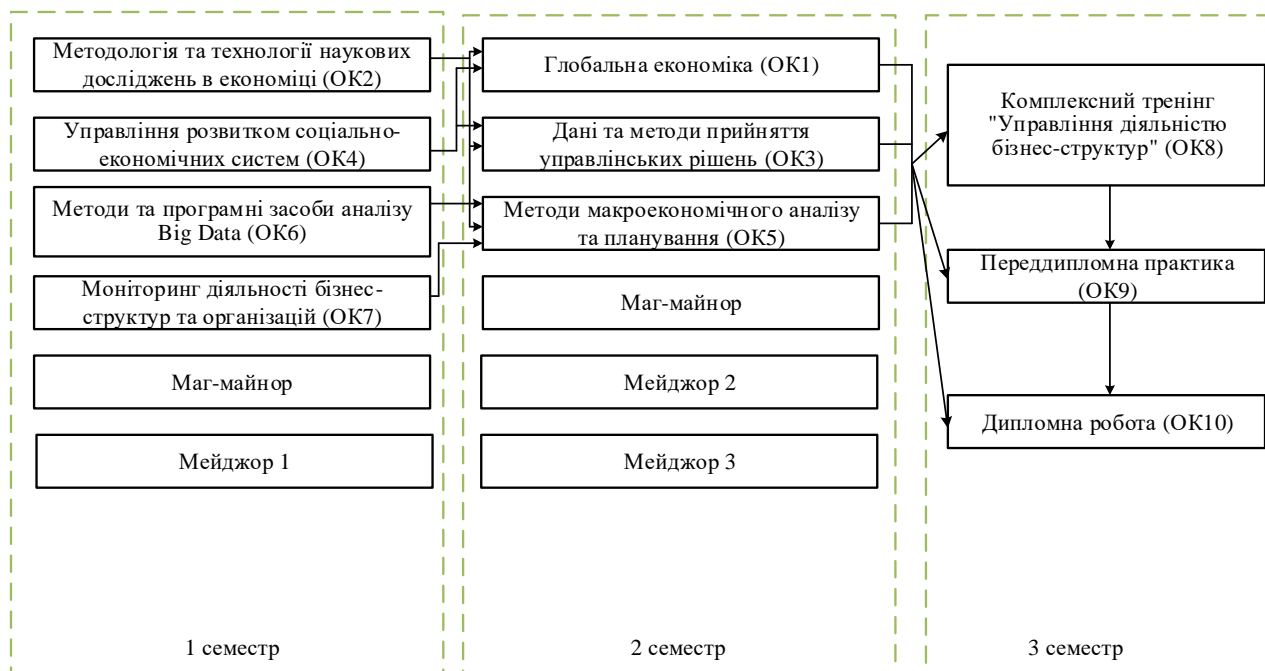 Методологія та технології наукових
досліджень в економіці (ОК2)
Управління розвитком соціально-
економічних систем (ОК4)
Методи та програмні засоби аналізу
Big Data (ОК6)
Моніторинг діяльності бізнес-
структур та організацій (ОК7)
Маг-майнор
Мейджор 1
1 семестр
Глобальна економіка (ОК1)
Дані та методи прийняття
управлінських рішень (ОК3)
Методи макроекономічного аналізу
та планування (ОК5)
Маг-майнор
Мейджор 2
Мейджор 3
2 семестр
Комплексний тренінг
"Управління діяльністю
бізнес-структур" (ОК8)
Переддипломна практика
(ОК9)
Дипломна робота (ОК10)
3 семестр